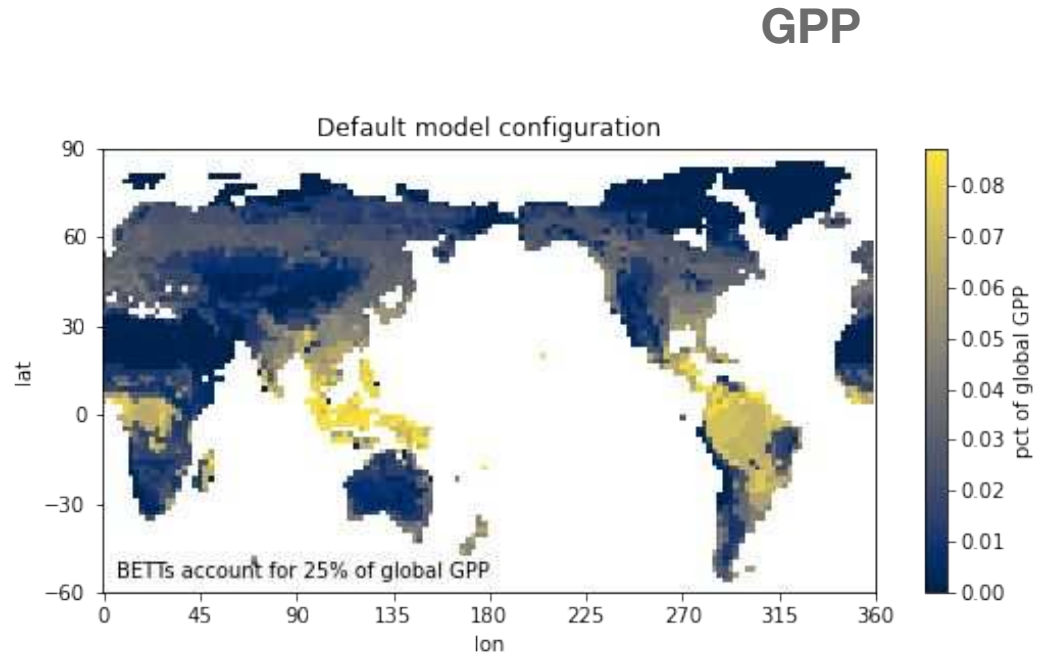 GPP
Default model configuration
90
60
30
0
−30
−60
lat
BETTs account for 25% of global GPP
0 45 90 135 180 225 270 315 360
lon
0.08
0.07
0.06
0.05
0.04
0.03
0.02
0.01
0.00
pct of global GPP